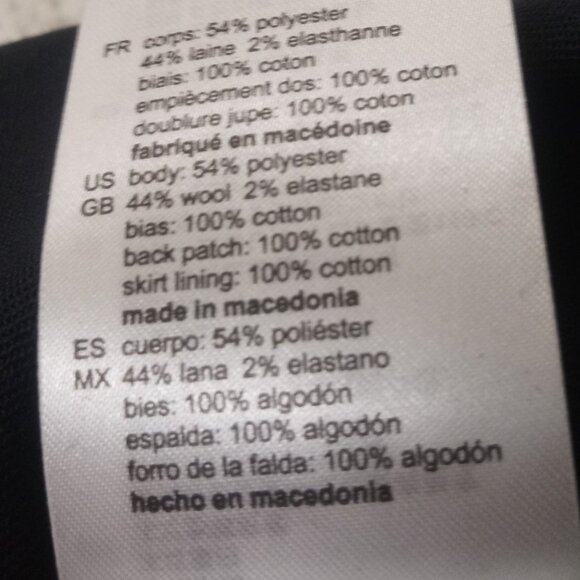 FR corps: 54% polyester
44% laine 2% elasthanne
biais: 100% coton
empiècement dos: 100% coton
doublure jupe: 100% coton
fabriqué en macédoine
US body: 54% polyester
GB 44% wool 2% elastane
bias: 100% cotton
back patch: 100% cotton
skirt lining: 100% cotton
made in macedonia
ES cuerpo: 54% poliéster
MX 44% lana 2% elastano
bies: 100% algodón
espalda: 100% algodón
forro de la falda: 100% algodón
hecho en macedonia